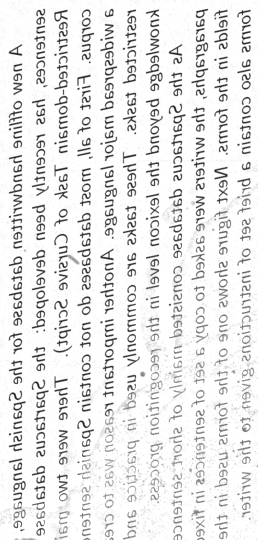 A new offline handwritten database for the Spanish language,
sentences, has recently been developed: the Spartacus database
Restricted-domain Task of Cursive Script). There were two mai
corpus. First of all, most databases do not contain Spanish senten
a widespread major language. Another important reason was to crea
restricted tasks. These tasks are commonly used in practice and
knowledge beyond the lexicon level in the recognition process.
As the Spartacus database consisted mainly of short sentence
paragraphs, the writers were asked to copy a set of sentences in fixed
fields in the forms. Next figure shows one of the forms used in the
forms also contain a brief set of instructions given to the writer.